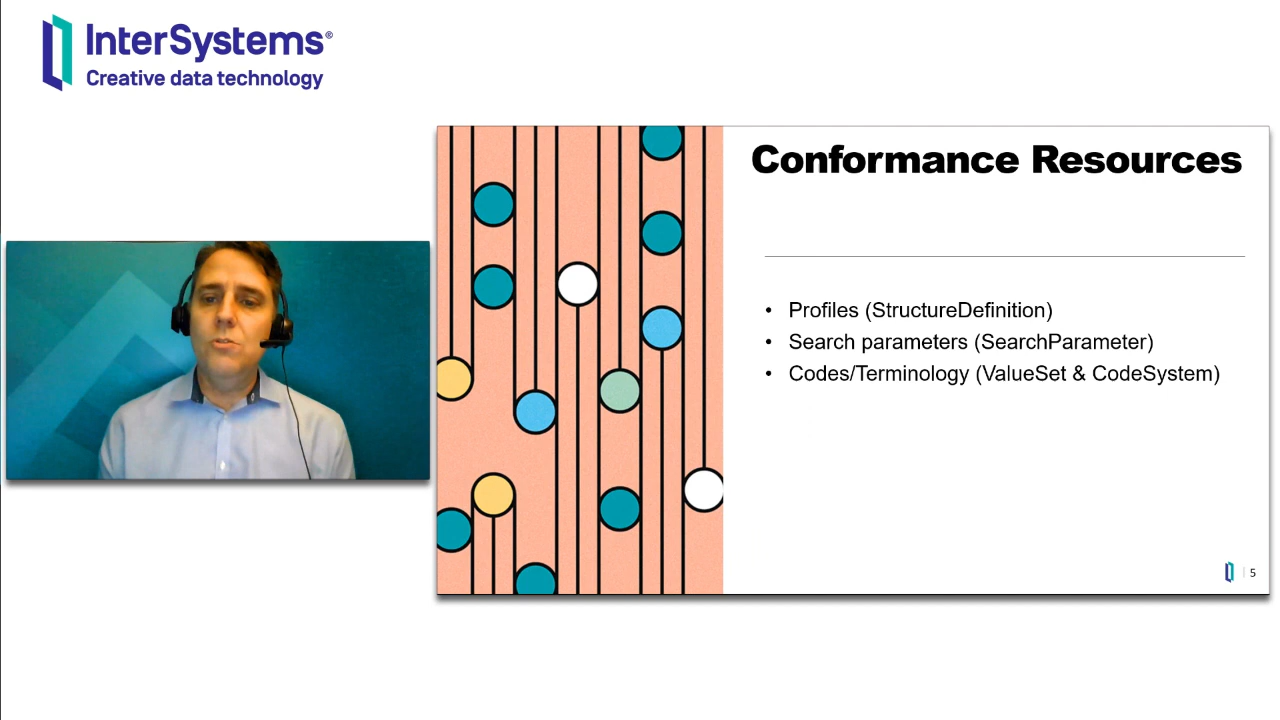 InterSystems®
Creative data technology
Conformance Resources
• Profiles (StructureDefinition)
• Search parameters (SearchParameter)
• Codes/Terminology (ValueSet & CodeSystem)
5